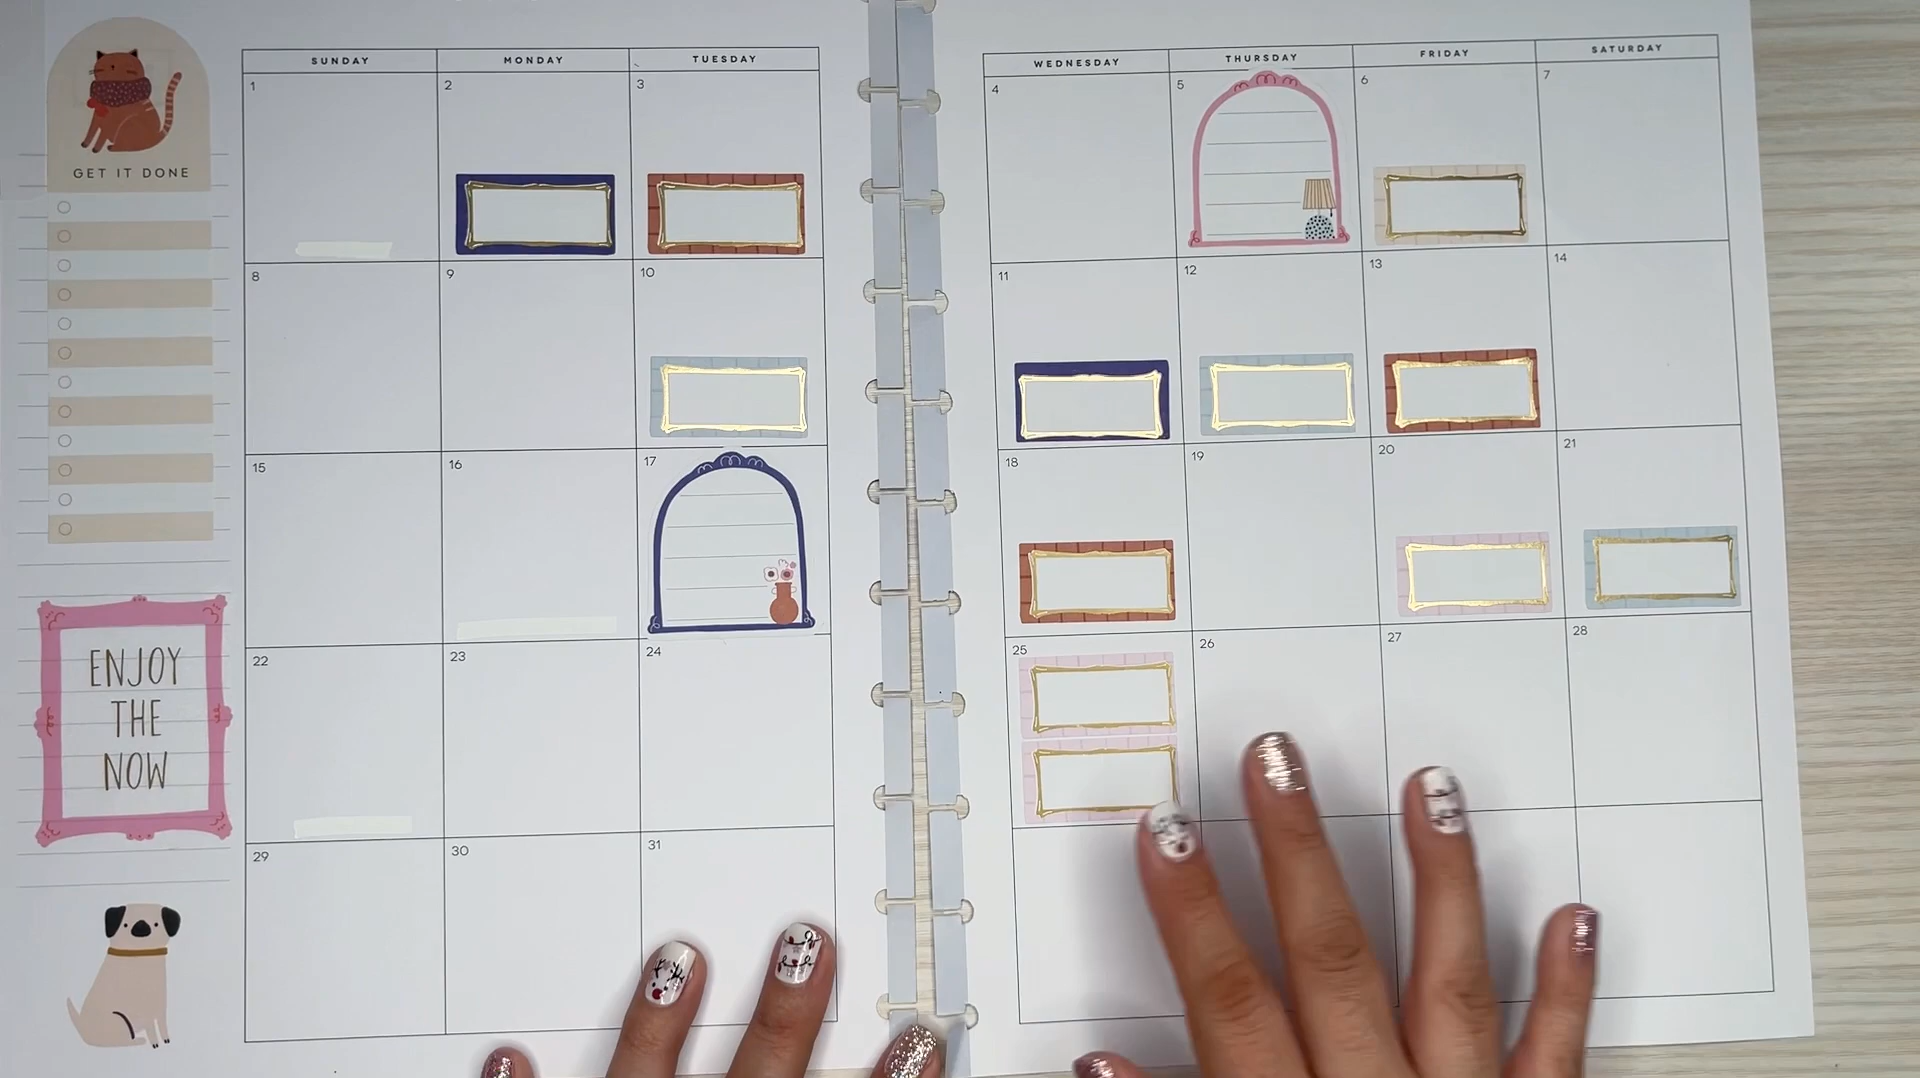 GET IT DONE
ENJOY
THE
NOW
SUNDAY MONDAY TUESDAY WEDNESDAY THURSDAY FRIDAY SATURDAY
1 2 3 4 5 6 7
8 9 10 11 12 13 14
15 16 17 18 19 20 21
22 23 24 25 26 27 28
29 30 31